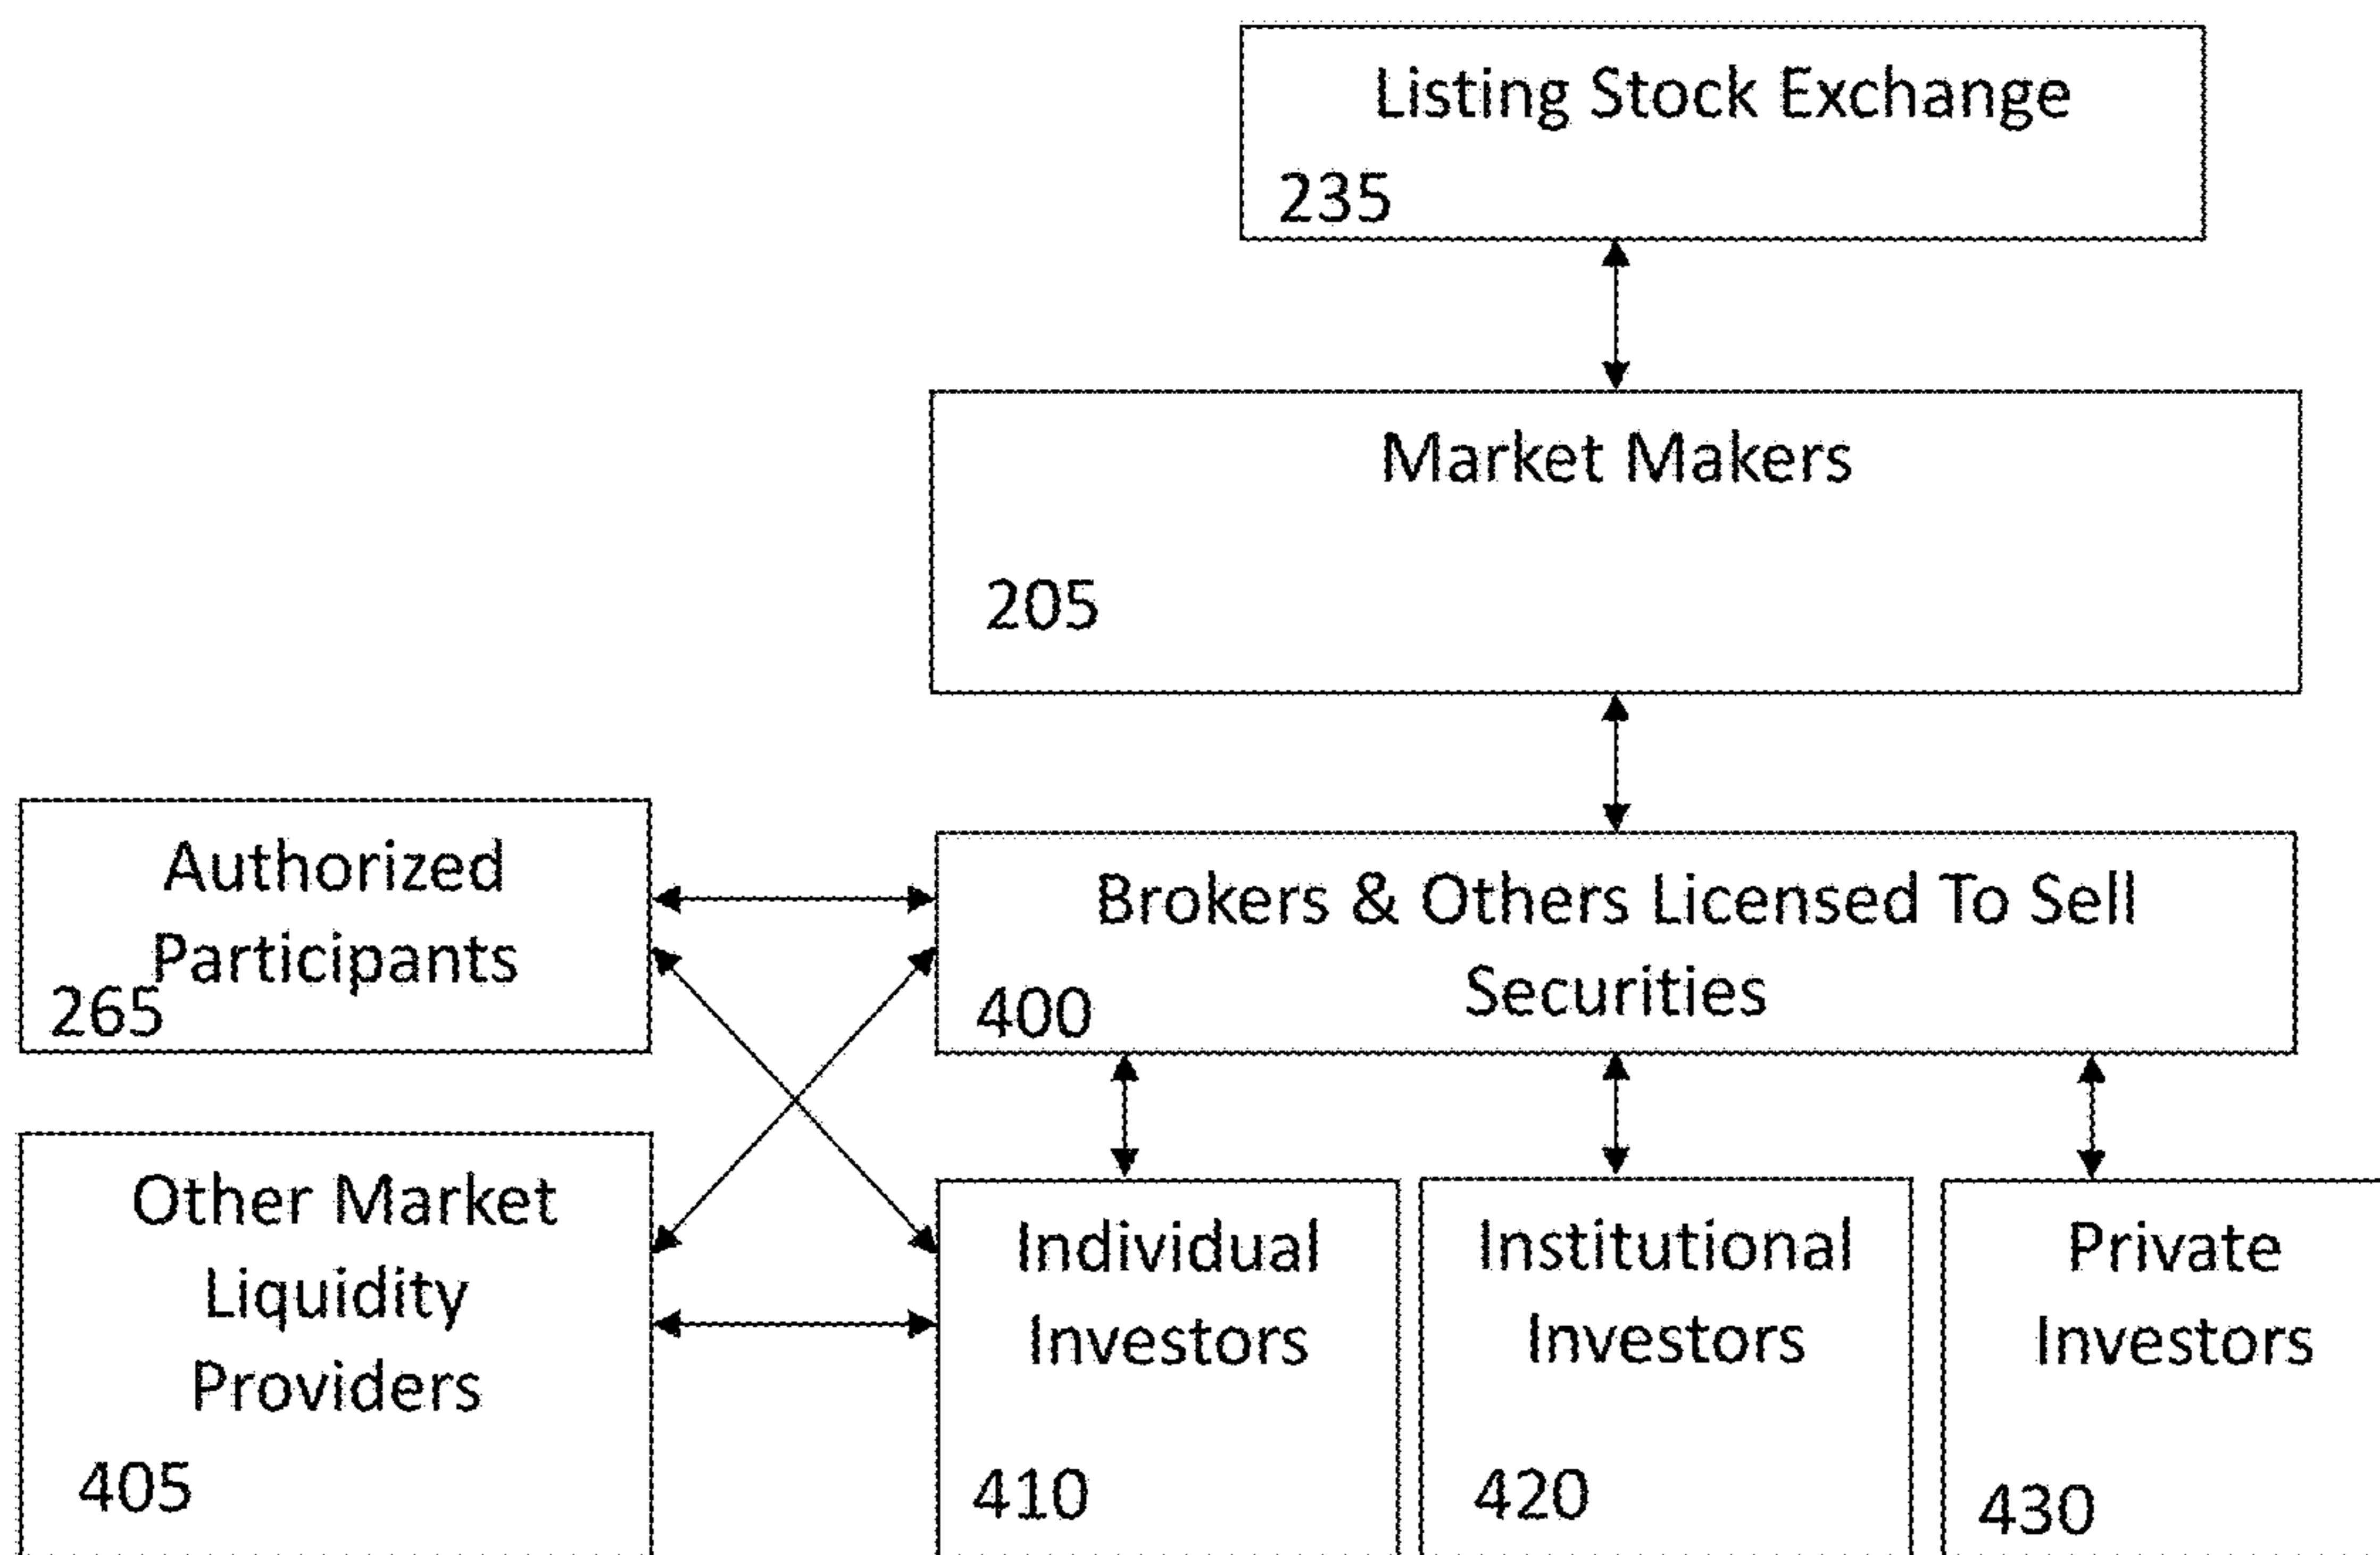 Listing Stock Exchange
235
Market Makers
205
Authorized
Participants
265
Brokers & Others Licensed To Sell
Securities
400
Other Market
Liquidity
Providers
405
Individual
Investors
410
Institutional
Investors
420
Private
Investors
430